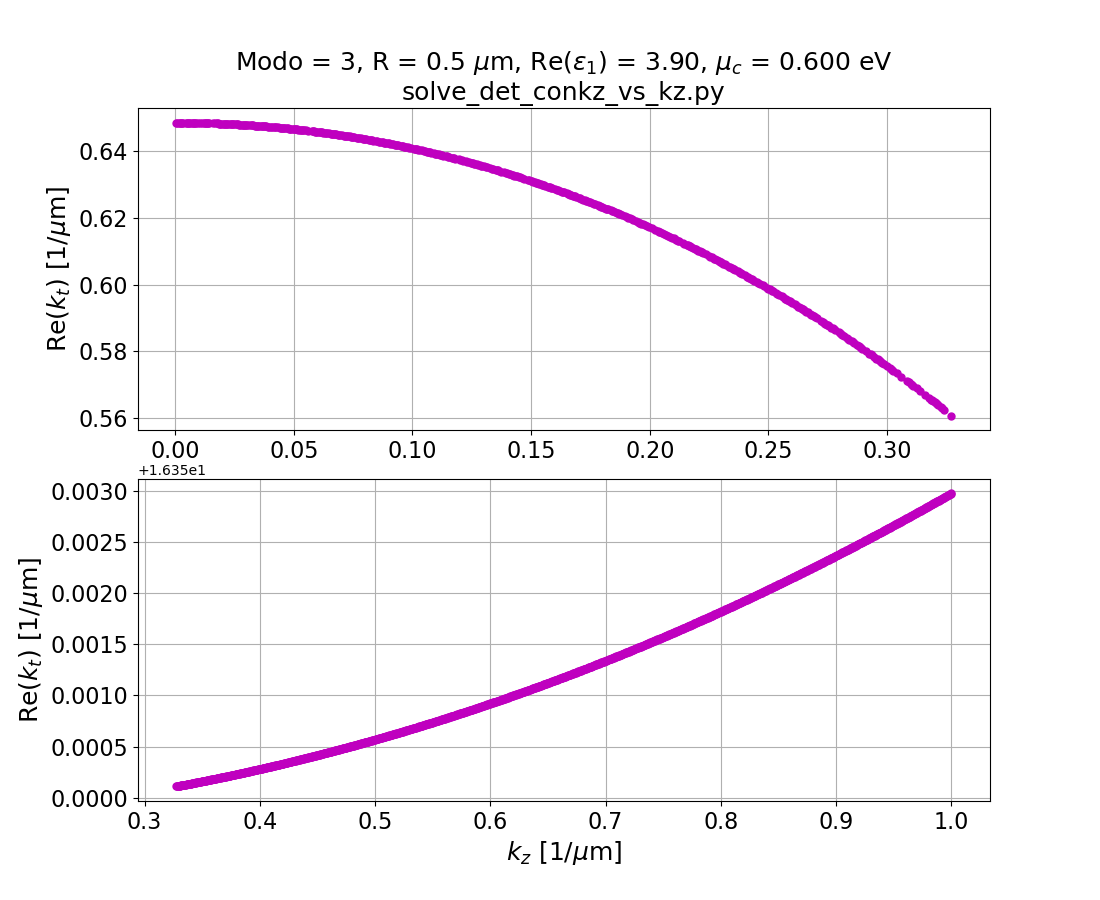 Modo = 3, R = 0.5 μm, Re(ε₁) = 3.90, μ_c = 0.600 eV
solve_det_conkz_vs_kz.py
Re(k_t) [1/μm]
0.64
0.62
0.60
0.58
0.56
0.00 0.05 0.10 0.15 0.20 0.25 0.30
+1.635e1
Re(k_t) [1/μm]
0.0030
0.0025
0.0020
0.0015
0.0010
0.0005
0.0000
0.3 0.4 0.5 0.6 0.7 0.8 0.9 1.0
k_z [1/μm]